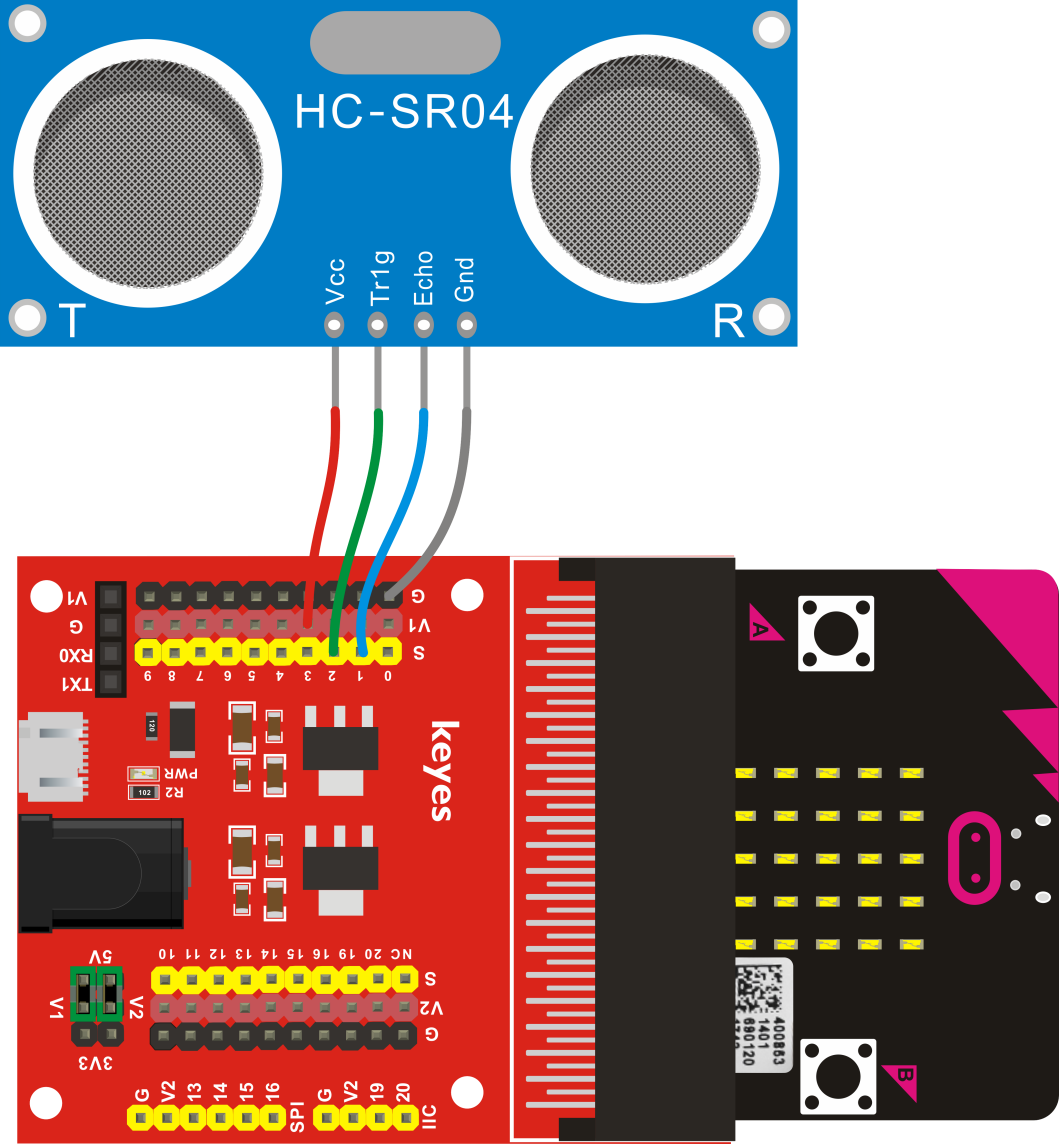 HC-SR04
Vcc
Tr1g
Echo
Gnd
T
R
V1
G
RX0
TX1
G
V1
S
9 8 7 6 5 4 3 2 1 0
A
keyes
120
PWR
102
R2
5V
V1
V2
3V3
10 11 12 13 14 15 16 19 20 NC
S
V2
G
G V2 13 14 15 16
SPI
G V2 19 20
IIC
400863
1401
690120
B